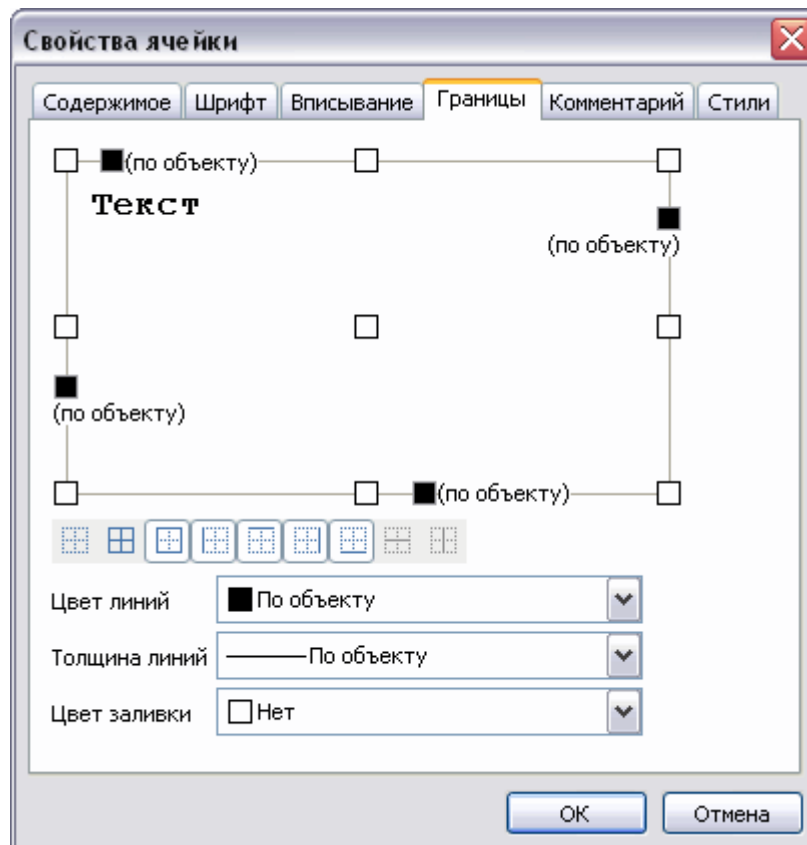 Свойства ячейки
Содержимое Шрифт Вписывание Границы Комментарий Стили
(по объекту)
Текст
(по объекту)
(по объекту)
(по объекту)
Цвет линий По объекту
Толщина линий По объекту
Цвет заливки Нет
ОК Отмена